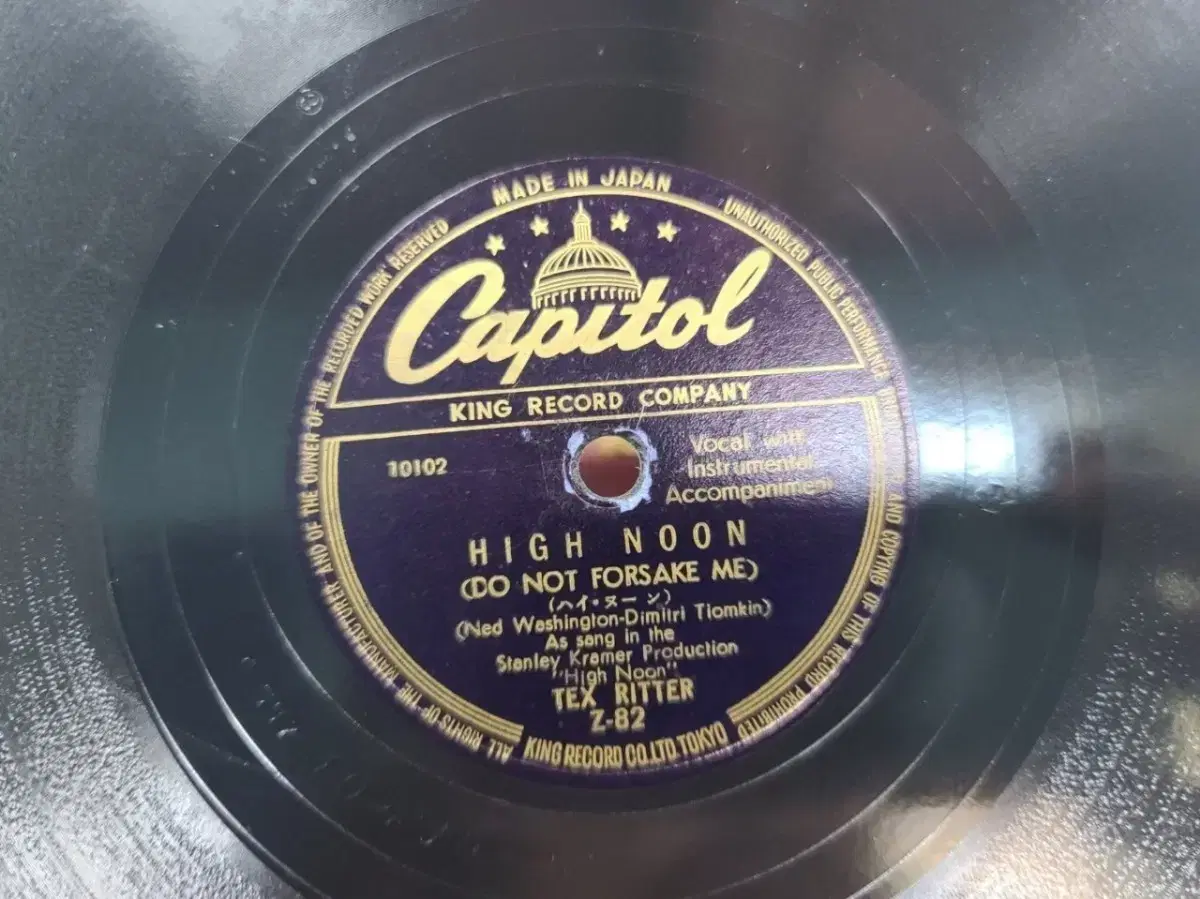 MADE IN JAPAN
ALL RIGHTS OF THE MANUFACTURER AND OF THE OWNER OF THE RECORDED WORK RESERVED
UNAUTHORIZED PUBLIC PERFORMANCE AND COPYING OF THIS RECORD PROHIBITED
Capitol
KING RECORD COMPANY
10102
Vocal with
Instrumental
Accompaniment
HIGH NOON
(DO NOT FORSAKE ME)
(ハイ・ヌーン)
(Ned Washington-Dimitri Tiomkin)
As sang in the
Stanley Kramer Production
"High Noon"
TEX RITTER
Z-82
KING RECORD CO.LTD TOKYO